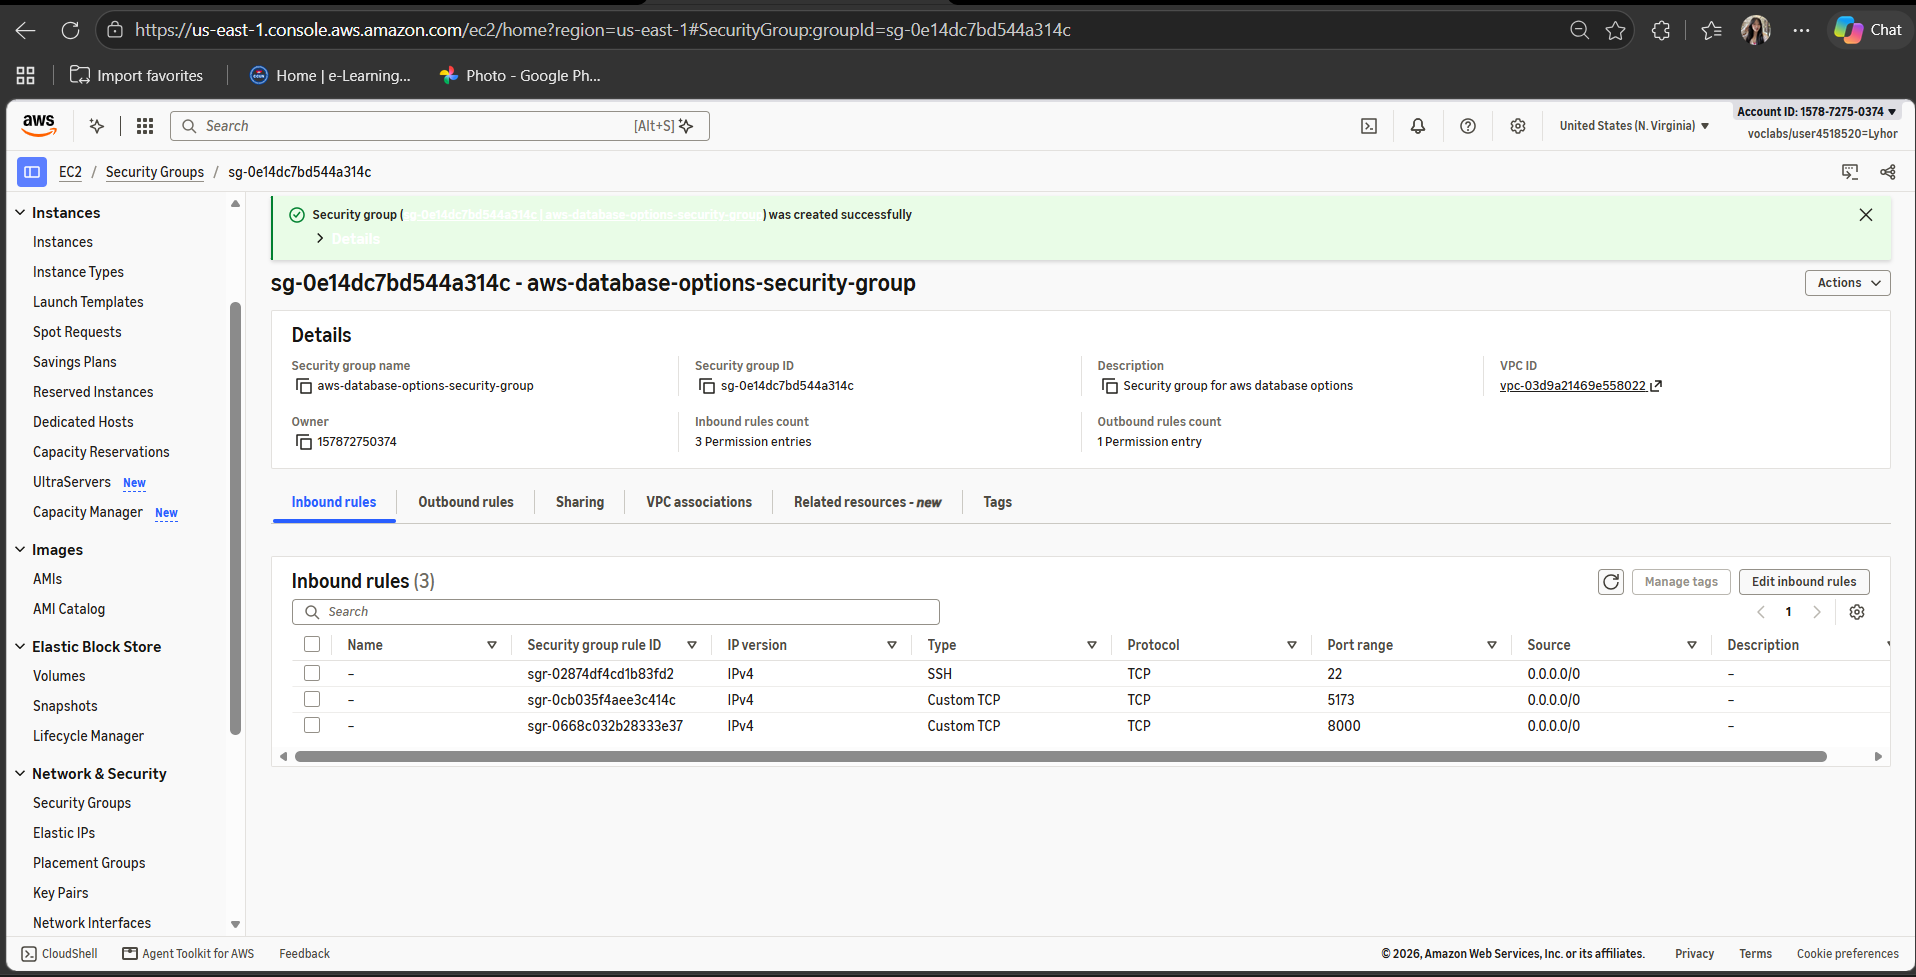 https://us-east-1.console.aws.amazon.com/ec2/home?region=us-east-1#SecurityGroup:groupId=sg-0e14dc7bd544a314c
Chat
Import favorites
Home | e-Learning...
Photo - Google Ph...
aws
Search
[Alt+S]
United States (N. Virginia)
Account ID: 1578-7275-0374
voclabs/user4518520=Lyhor
EC2 / Security Groups / sg-0e14dc7bd544a314c
Instances
Instances
Instance Types
Launch Templates
Spot Requests
Savings Plans
Reserved Instances
Dedicated Hosts
Capacity Reservations
UltraServers New
Capacity Manager New
Images
AMIs
AMI Catalog
Elastic Block Store
Volumes
Snapshots
Lifecycle Manager
Network & Security
Security Groups
Elastic IPs
Placement Groups
Key Pairs
Network Interfaces
Security group (sg-0e14dc7bd544a314c | aws-database-options-security-group) was created successfully
Details
sg-0e14dc7bd544a314c - aws-database-options-security-group
Actions
Details
Security group name
aws-database-options-security-group
Security group ID
sg-0e14dc7bd544a314c
Description
Security group for aws database options
VPC ID
vpc-03d9a21469e558022
Owner
157872750374
Inbound rules count
3 Permission entries
Outbound rules count
1 Permission entry
Inbound rules
Outbound rules
Sharing
VPC associations
Related resources - new
Tags
Inbound rules (3)
Manage tags
Edit inbound rules
Search
1
Name Security group rule ID IP version Type Protocol Port range Source Description
– sgr-02874df4cd1b83fd2 IPv4 SSH TCP 22 0.0.0.0/0 –
– sgr-0cb035f4aee3c414c IPv4 Custom TCP TCP 5173 0.0.0.0/0 –
– sgr-0668c032b28333e37 IPv4 Custom TCP TCP 8000 0.0.0.0/0 –
CloudShell
Agent Toolkit for AWS
Feedback
© 2026, Amazon Web Services, Inc. or its affiliates.
Privacy
Terms
Cookie preferences